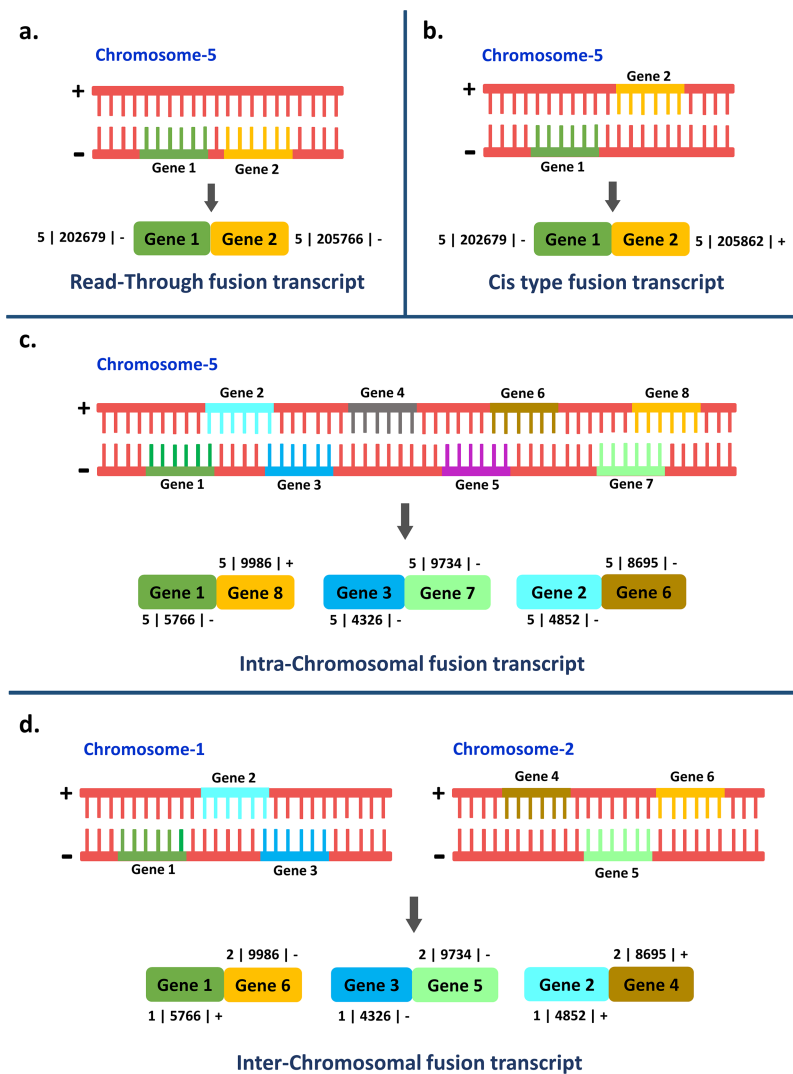 a.
Chromosome-5
+
-
Gene 1
Gene 2
5 | 202679 | -
Gene 1
Gene 2
5 | 205766 | -
Read-Through fusion transcript
b.
Chromosome-5
Gene 2
+
-
Gene 1
5 | 202679 | -
Gene 1
Gene 2
5 | 205862 | +
Cis type fusion transcript
c.
Chromosome-5
Gene 2
Gene 4
Gene 6
Gene 8
+
-
Gene 1
Gene 3
Gene 5
Gene 7
5 | 9986 | +
5 | 9734 | -
5 | 8695 | -
Gene 1
Gene 8
Gene 3
Gene 7
Gene 2
Gene 6
5 | 5766 | -
5 | 4326 | -
5 | 4852 | -
Intra-Chromosomal fusion transcript
d.
Chromosome-1
Chromosome-2
Gene 2
Gene 4
Gene 6
+
+
-
-
Gene 1
Gene 3
Gene 5
2 | 9986 | -
2 | 9734 | -
2 | 8695 | +
Gene 1
Gene 6
Gene 3
Gene 5
Gene 2
Gene 4
1 | 5766 | +
1 | 4326 | -
1 | 4852 | +
Inter-Chromosomal fusion transcript